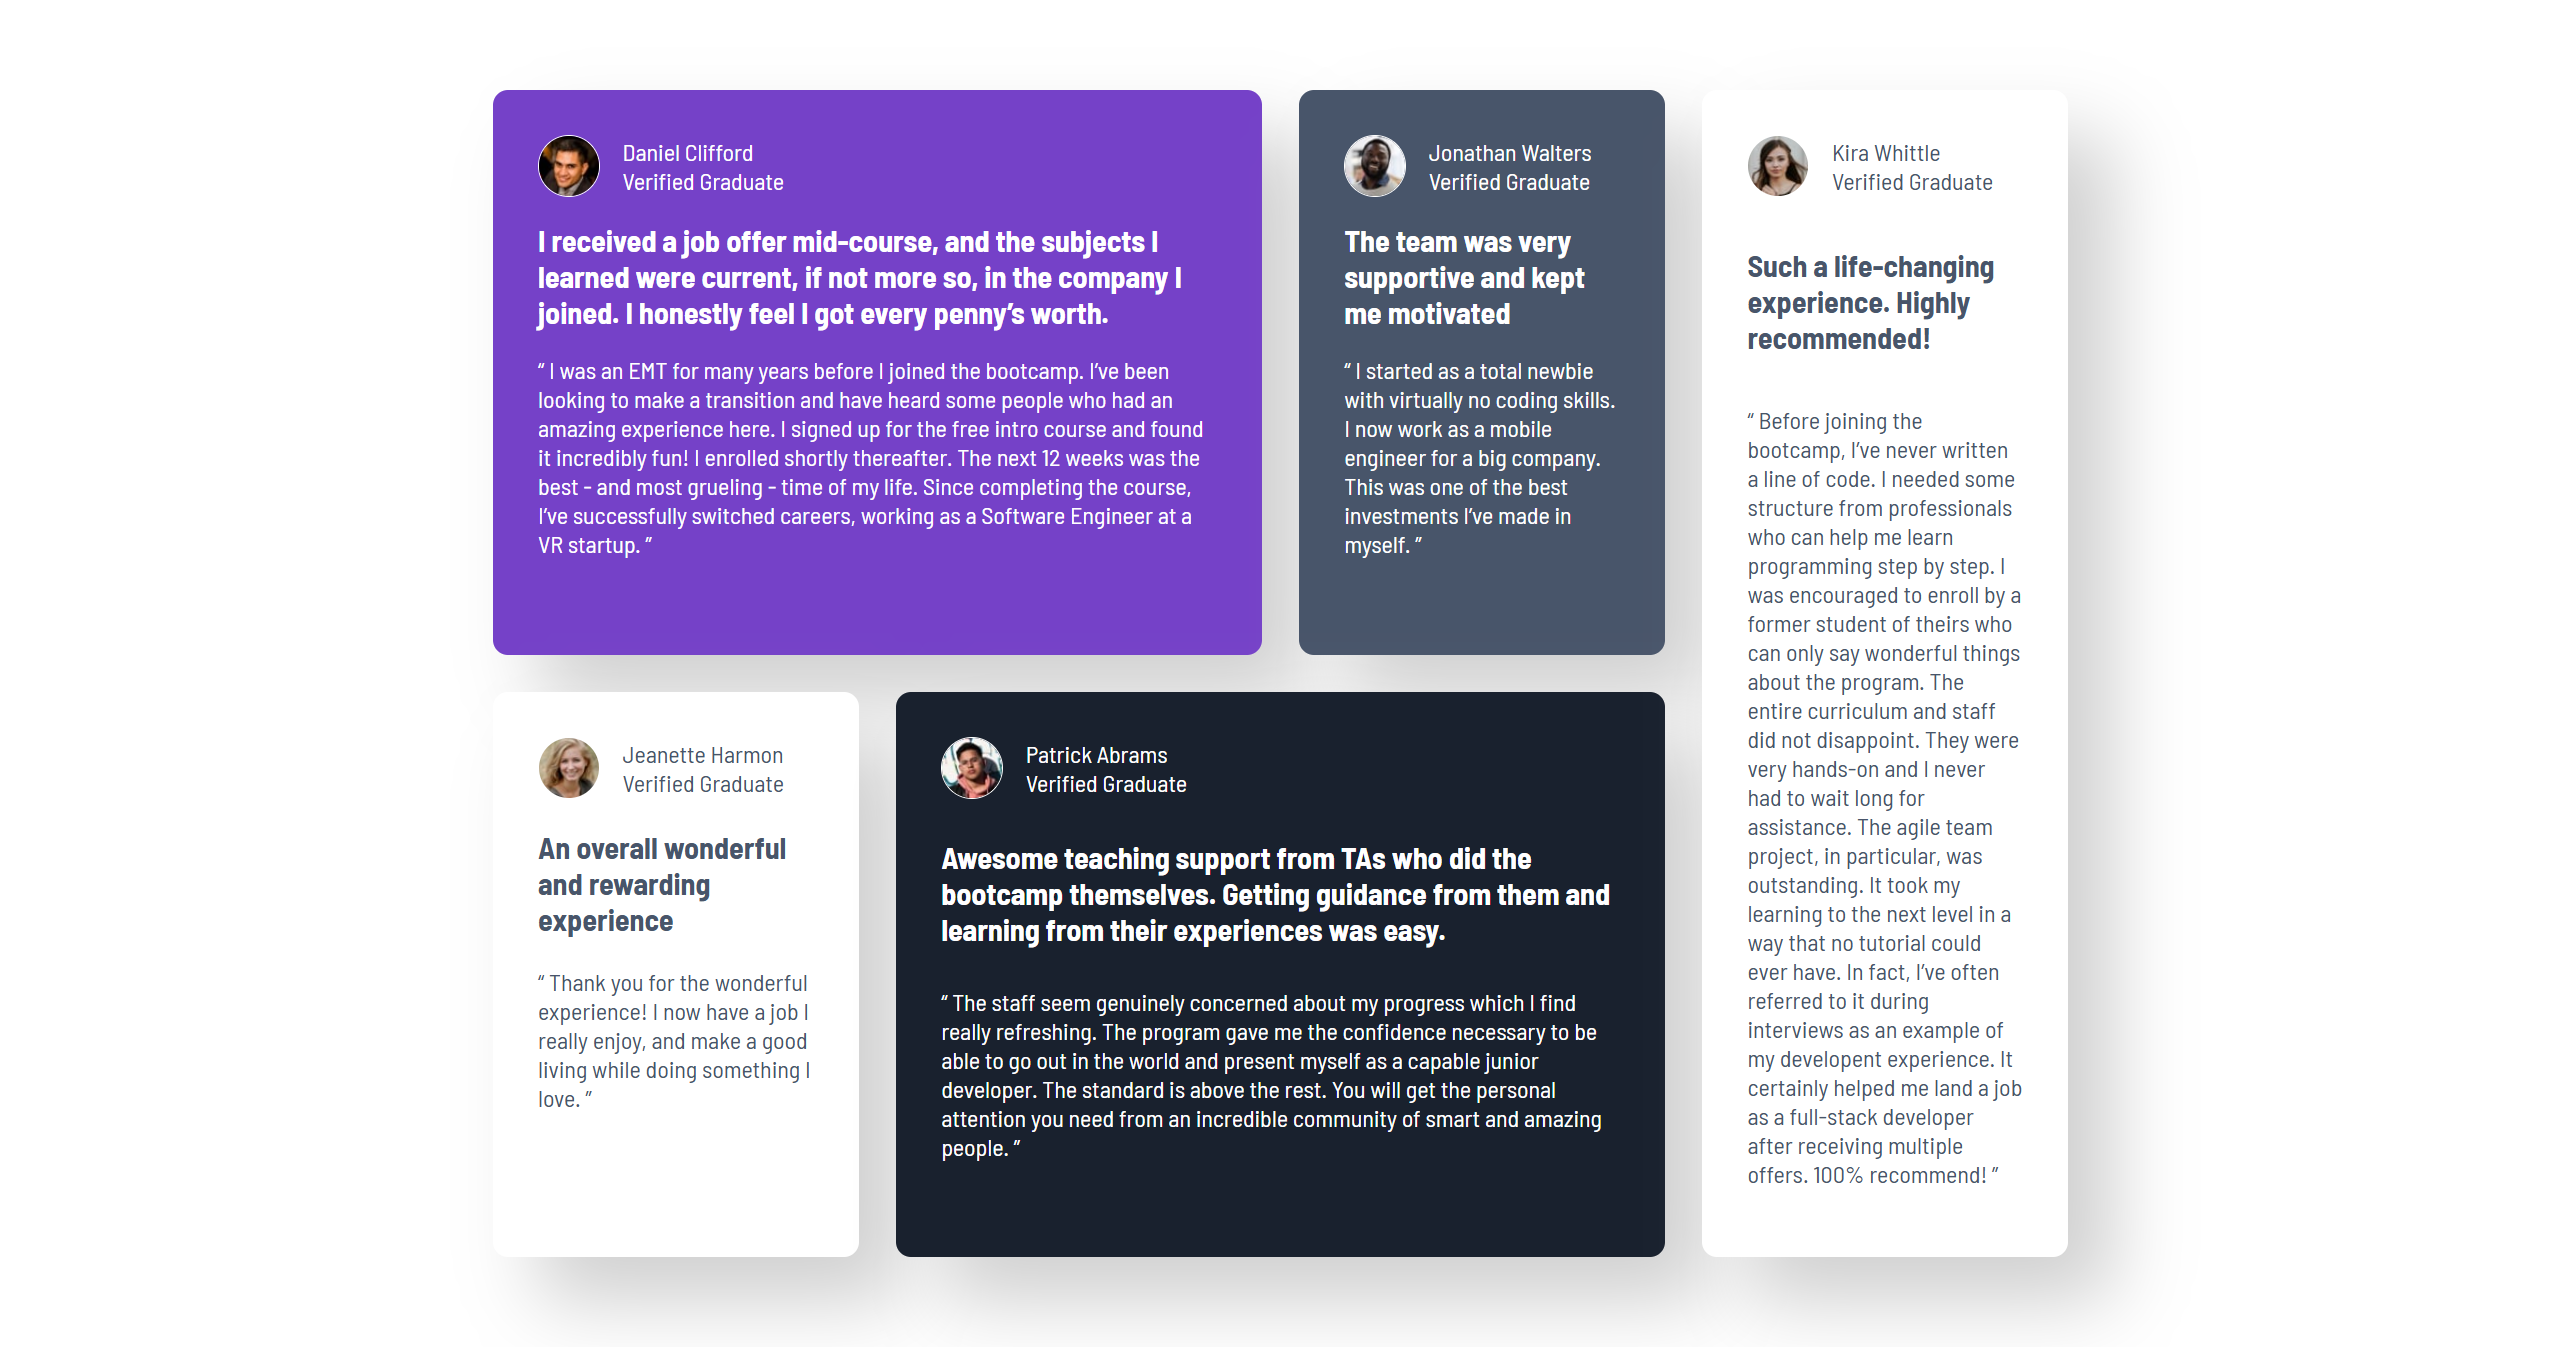 Daniel Clifford
Verified Graduate
I received a job offer mid-course, and the subjects I
learned were current, if not more so, in the company I
joined. I honestly feel I got every penny’s worth.
“ I was an EMT for many years before I joined the bootcamp. I’ve been
looking to make a transition and have heard some people who had an
amazing experience here. I signed up for the free intro course and found
it incredibly fun! I enrolled shortly thereafter. The next 12 weeks was the
best - and most grueling - time of my life. Since completing the course,
I’ve successfully switched careers, working as a Software Engineer at a
VR startup. ”
Jonathan Walters
Verified Graduate
The team was very
supportive and kept
me motivated
“ I started as a total newbie
with virtually no coding skills.
I now work as a mobile
engineer for a big company.
This was one of the best
investments I’ve made in
myself. ”
Kira Whittle
Verified Graduate
Such a life-changing
experience. Highly
recommended!
“ Before joining the
bootcamp, I’ve never written
a line of code. I needed some
structure from professionals
who can help me learn
programming step by step. I
was encouraged to enroll by a
former student of theirs who
can only say wonderful things
about the program. The
entire curriculum and staff
did not disappoint. They were
very hands-on and I never
had to wait long for
assistance. The agile team
project, in particular, was
outstanding. It took my
learning to the next level in a
way that no tutorial could
ever have. In fact, I’ve often
referred to it during
interviews as an example of
my developent experience. It
certainly helped me land a job
as a full-stack developer
after receiving multiple
offers. 100% recommend! ”
Jeanette Harmon
Verified Graduate
An overall wonderful
and rewarding
experience
“ Thank you for the wonderful
experience! I now have a job I
really enjoy, and make a good
living while doing something I
love. ”
Patrick Abrams
Verified Graduate
Awesome teaching support from TAs who did the
bootcamp themselves. Getting guidance from them and
learning from their experiences was easy.
“ The staff seem genuinely concerned about my progress which I find
really refreshing. The program gave me the confidence necessary to be
able to go out in the world and present myself as a capable junior
developer. The standard is above the rest. You will get the personal
attention you need from an incredible community of smart and amazing
people. ”